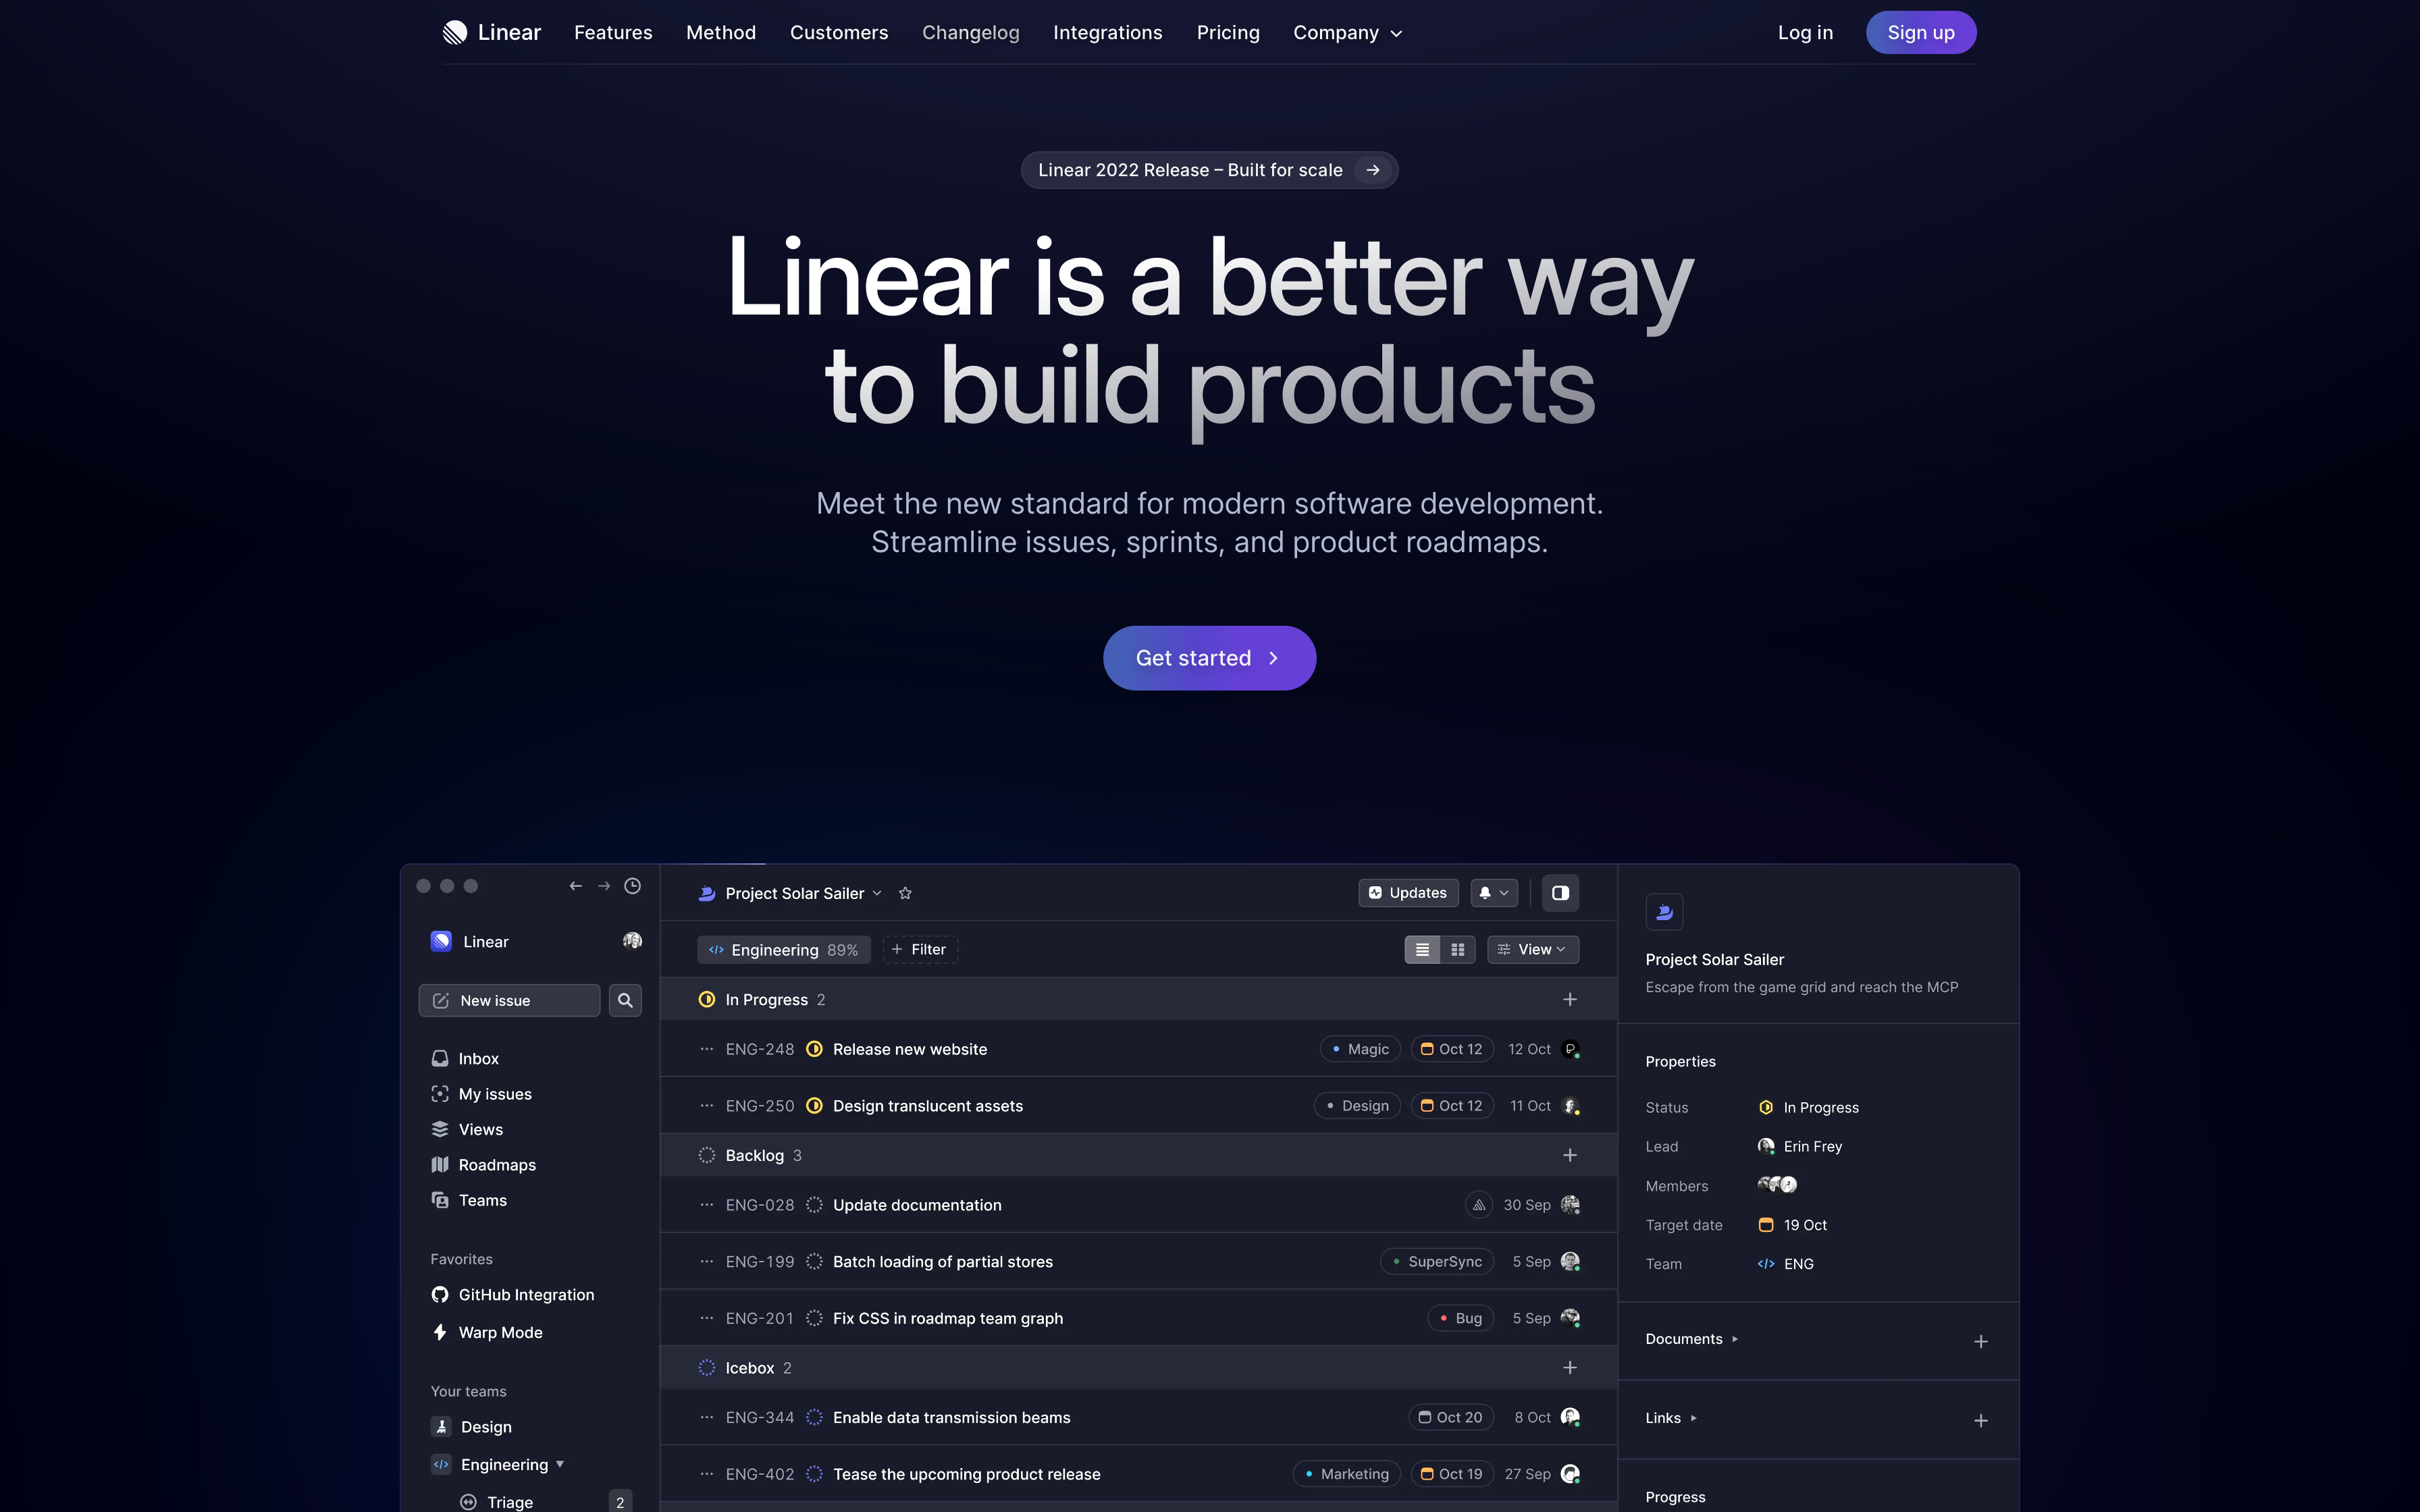 Linear Features Method Customers Changelog Integrations Pricing Company Log in Sign up
Linear 2022 Release – Built for scale
Linear is a better way
to build products
Meet the new standard for modern software development.
Streamline issues, sprints, and product roadmaps.
Get started
Linear
New issue
Inbox
My issues
Views
Roadmaps
Teams
Favorites
GitHub Integration
Warp Mode
Your teams
Design
Engineering
Triage 2
Project Solar Sailer Updates
Engineering 89% Filter View
In Progress 2
ENG-248 Release new website Magic Oct 12 12 Oct
ENG-250 Design translucent assets Design Oct 12 11 Oct
Backlog 3
ENG-028 Update documentation 30 Sep
ENG-199 Batch loading of partial stores SuperSync 5 Sep
ENG-201 Fix CSS in roadmap team graph Bug 5 Sep
Icebox 2
ENG-344 Enable data transmission beams Oct 20 8 Oct
ENG-402 Tease the upcoming product release Marketing Oct 19 27 Sep
Project Solar Sailer
Escape from the game grid and reach the MCP
Properties
Status In Progress
Lead Erin Frey
Members
Target date 19 Oct
Team ENG
Documents
Links
Progress